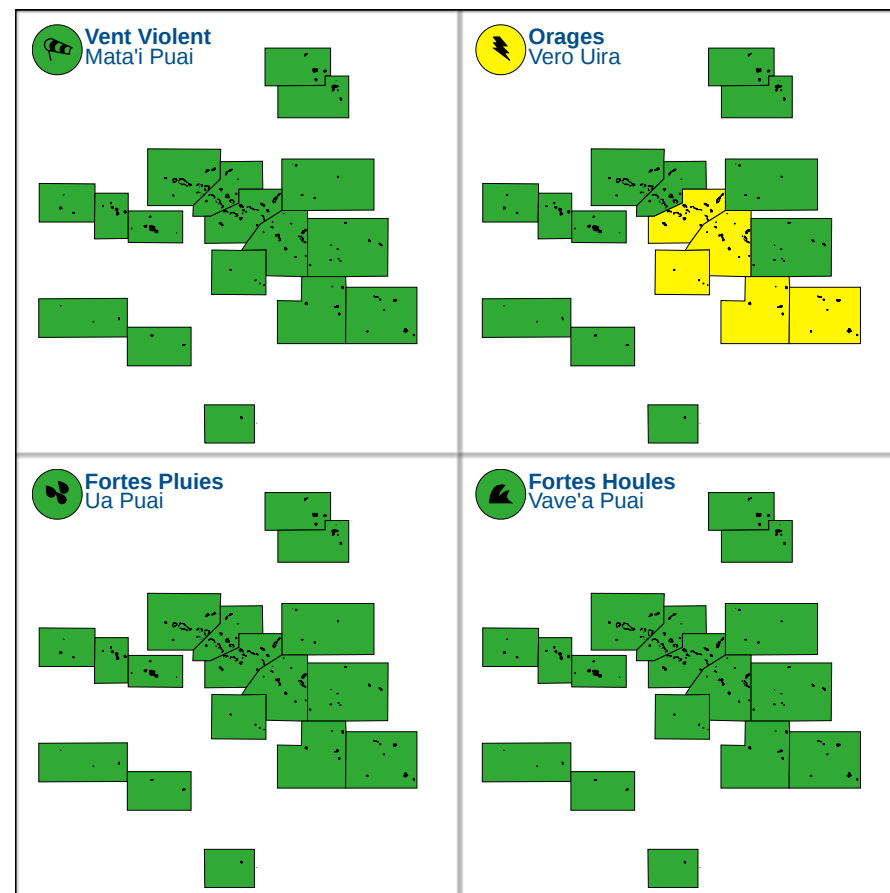 Vent Violent
Mata'i Puai
Orages
Vero Uira
Fortes Pluies
Ua Puai
Fortes Houles
Vave'a Puai